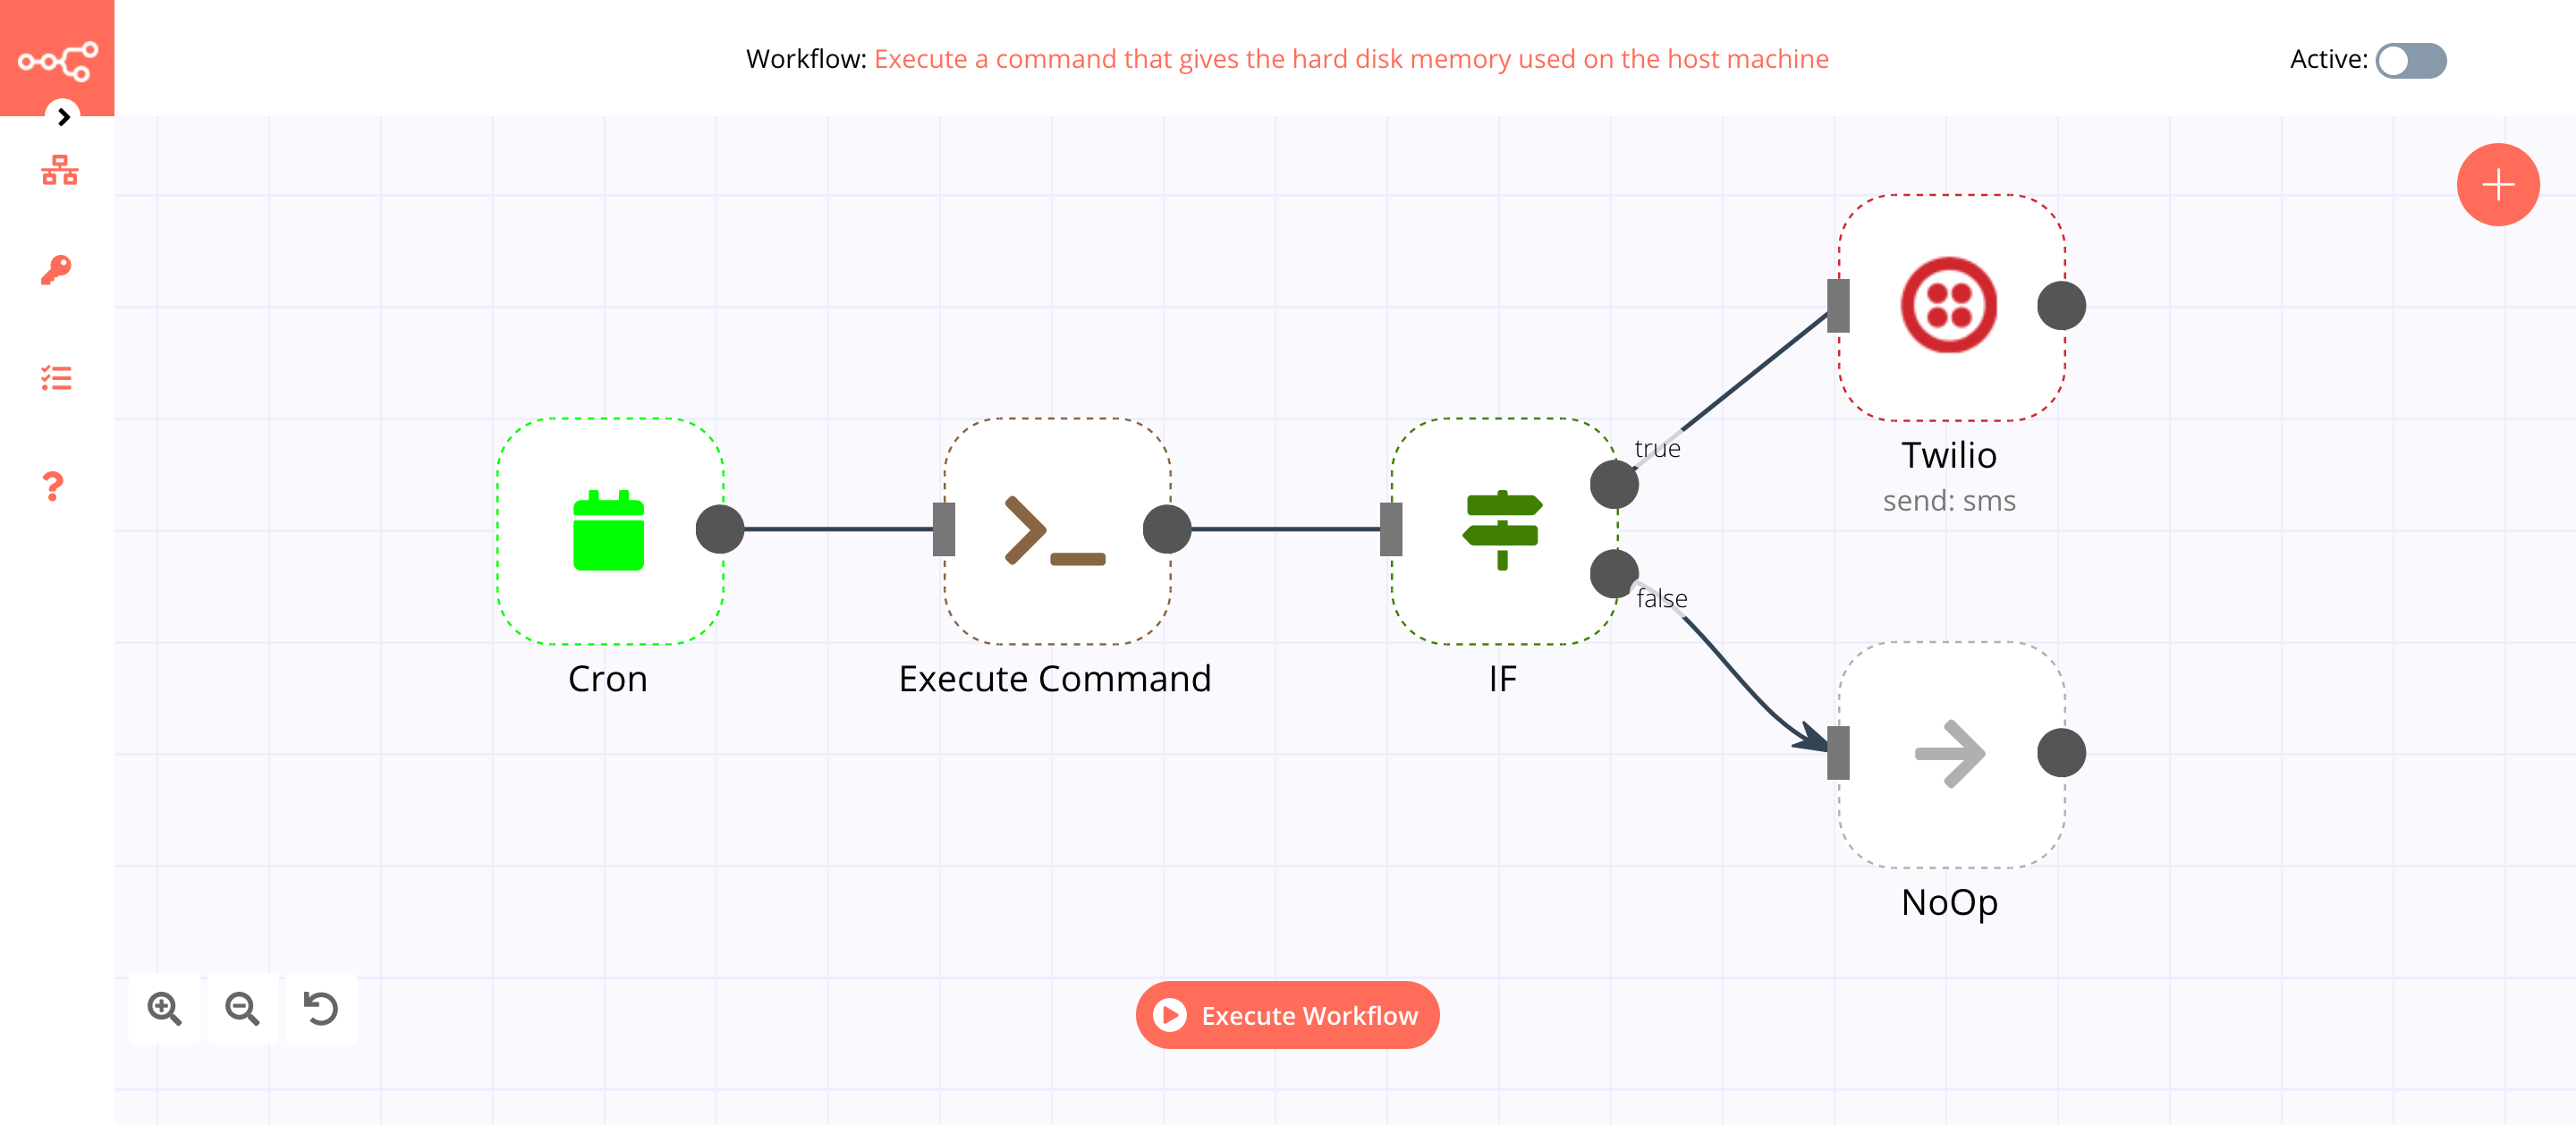 Workflow: Execute a command that gives the hard disk memory used on the host machine
Active:
true
Twilio
send: sms
false
Cron
Execute Command
IF
NoOp
Execute Workflow